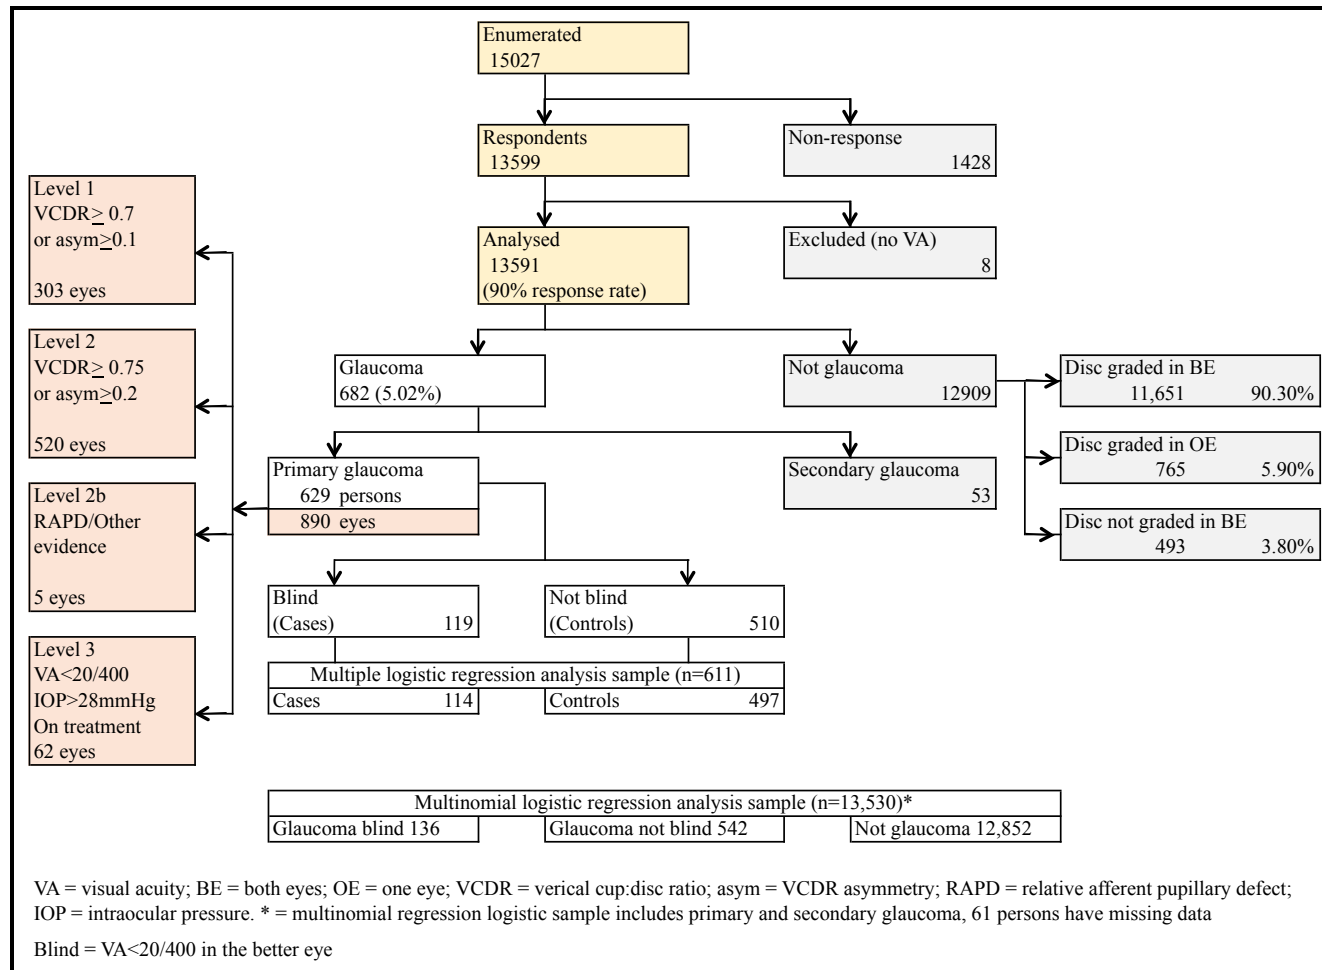 Enumerated
15027
Respondents
13599
Non-response
1428
Level 1
VCDR≥ 0.7
or asym≥0.1
303 eyes
Analysed
13591
(90% response rate)
Excluded (no VA)
8
Level 2
VCDR≥ 0.75
or asym≥0.2
520 eyes
Glaucoma
682 (5.02%)
Not glaucoma
12909
Disc graded in BE
11,651 90.30%
Disc graded in OE
765 5.90%
Disc not graded in BE
493 3.80%
Primary glaucoma
629 persons
890 eyes
Secondary glaucoma
53
Level 2b
RAPD/Other
evidence
5 eyes
Blind
(Cases) 119
Not blind
(Controls) 510
Level 3
VA<20/400
IOP>28mmHg
On treatment
62 eyes
Multiple logistic regression analysis sample (n=611)
Cases 114
Controls 497
Multinomial logistic regression analysis sample (n=13,530)*
Glaucoma blind 136
Glaucoma not blind 542
Not glaucoma 12,852
VA = visual acuity; BE = both eyes; OE = one eye; VCDR = verical cup:disc ratio; asym = VCDR asymmetry; RAPD = relative afferent pupillary defect;
IOP = intraocular pressure. * = multinomial regression logistic sample includes primary and secondary glaucoma, 61 persons have missing data
Blind = VA<20/400 in the better eye